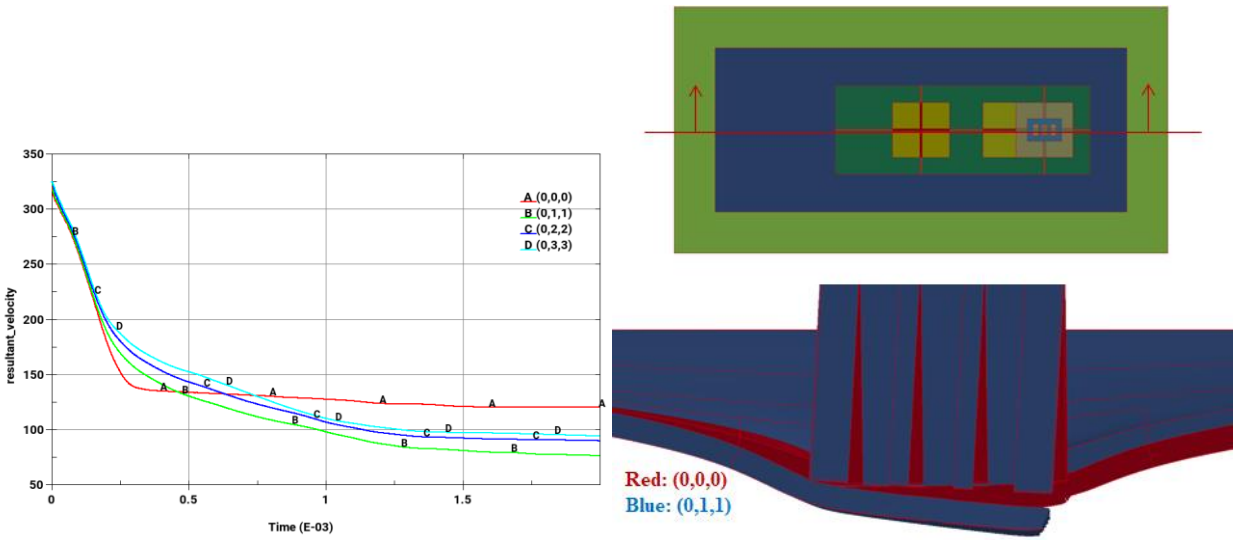 350
300
250
200
150
100
50
resultant_velocity
A (0,0,0)
B (0,1,1)
C (0,2,2)
D (0,3,3)
B
C
D
A
B
C
D
A
B
C
D
A
B
C
D
A
B
C
D
A
0
0.5
1
1.5
Time (E-03)
Red: (0,0,0)
Blue: (0,1,1)